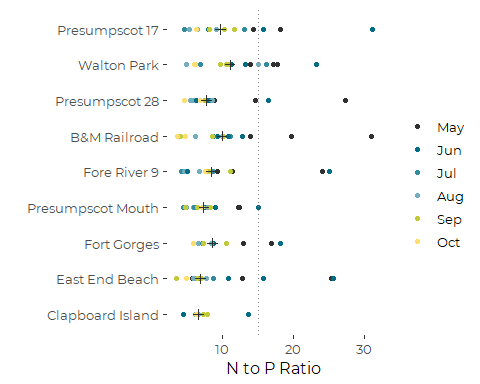 Presumpscot 17
Walton Park
Presumpscot 28
B&M Railroad
Fore River 9
Presumpscot Mouth
Fort Gorges
East End Beach
Clapboard Island
10 20 30
N to P Ratio
May
Jun
Jul
Aug
Sep
Oct